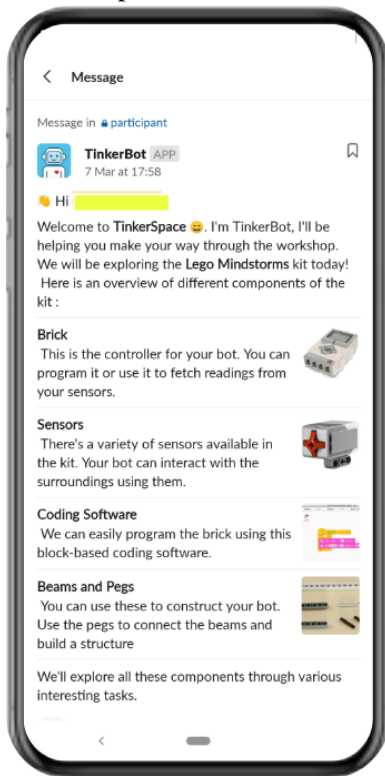 Message
Message in 🔒 participant
TinkerBot APP
7 Mar at 17:58
👋 Hi
Welcome to TinkerSpace 😄. I'm TinkerBot, I'll be
helping you make your way through the workshop.
We will be exploring the Lego Mindstorms kit today!
Here is an overview of different components of the
kit :
Brick
This is the controller for your bot. You can
program it or use it to fetch readings from
your sensors.
Sensors
There's a variety of sensors available in
the kit. Your bot can interact with the
surroundings using them.
Coding Software
We can easily program the brick using this
block-based coding software.
Beams and Pegs
You can use these to construct your bot.
Use the pegs to connect the beams and
build a structure
We'll explore all these components through various
interesting tasks.